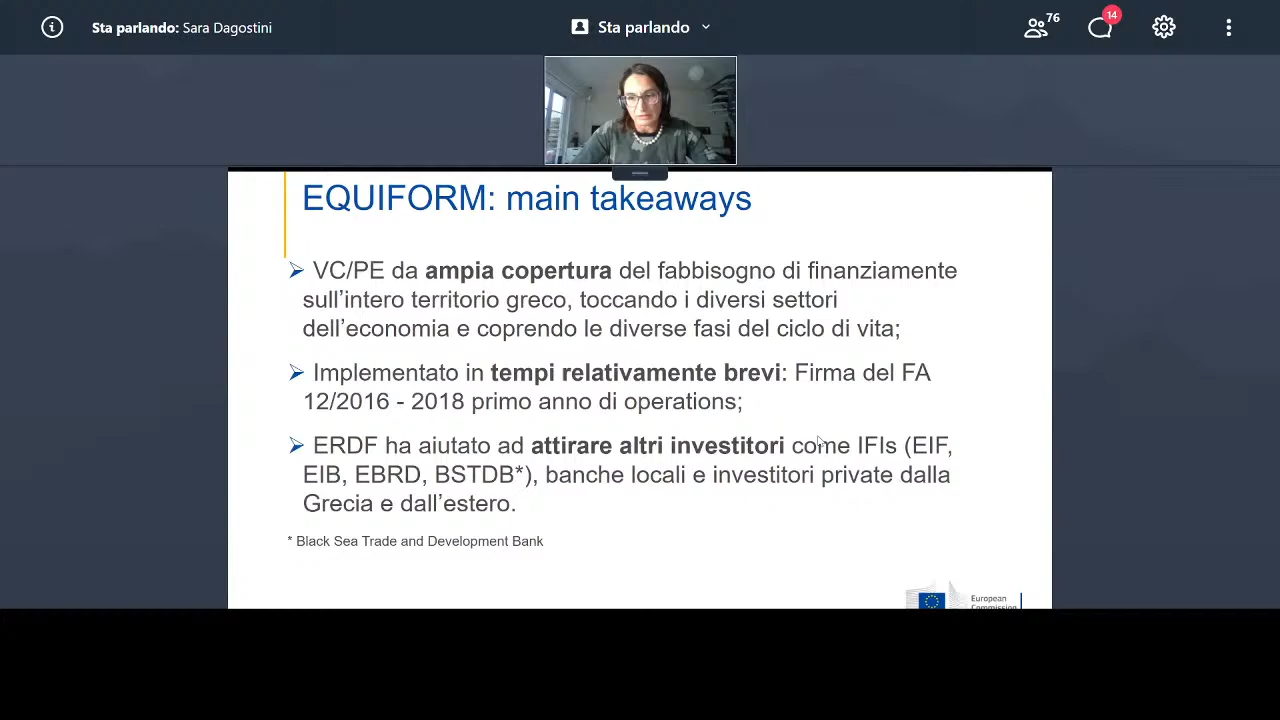 Sta parlando: Sara Dagostini
Sta parlando
76
14
EQUIFORM: main takeaways
➢ VC/PE da ampia copertura del fabbisogno di finanziamente
sull’intero territorio greco, toccando i diversi settori
dell’economia e coprendo le diverse fasi del ciclo di vita;
➢ Implementato in tempi relativamente brevi: Firma del FA
12/2016 - 2018 primo anno di operations;
➢ ERDF ha aiutato ad attirare altri investitori come IFIs (EIF,
EIB, EBRD, BSTDB*), banche locali e investitori private dalla
Grecia e dall’estero.
* Black Sea Trade and Development Bank
European
Commission